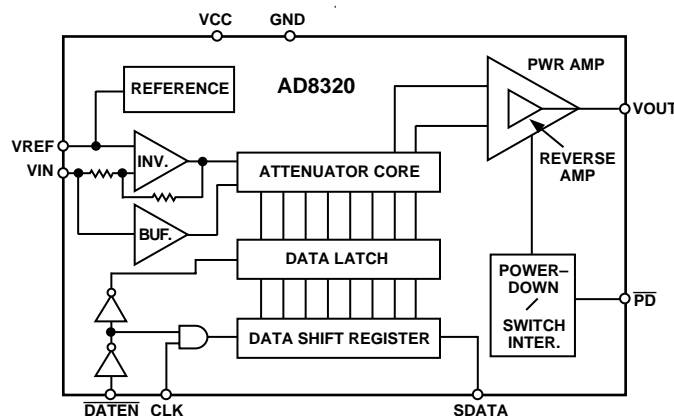 VCC GND
PWR AMP
REFERENCE
AD8320
VOUT
VREF
INV.
REVERSE
AMP
VIN
ATTENUATOR CORE
BUF.
DATA LATCH
POWER–
DOWN
/
SWITCH
INTER.
PD
DATA SHIFT REGISTER
DATEN CLK SDATA